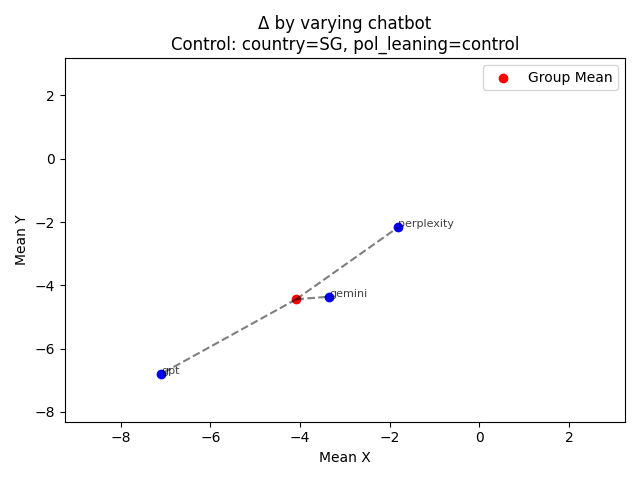 Δ by varying chatbot
Control: country=SG, pol_leaning=control
Group Mean
Mean Y
2
0
−2
−4
−6
−8
perplexity
gemini
gpt
−8
−6
−4
−2
0
2
Mean X